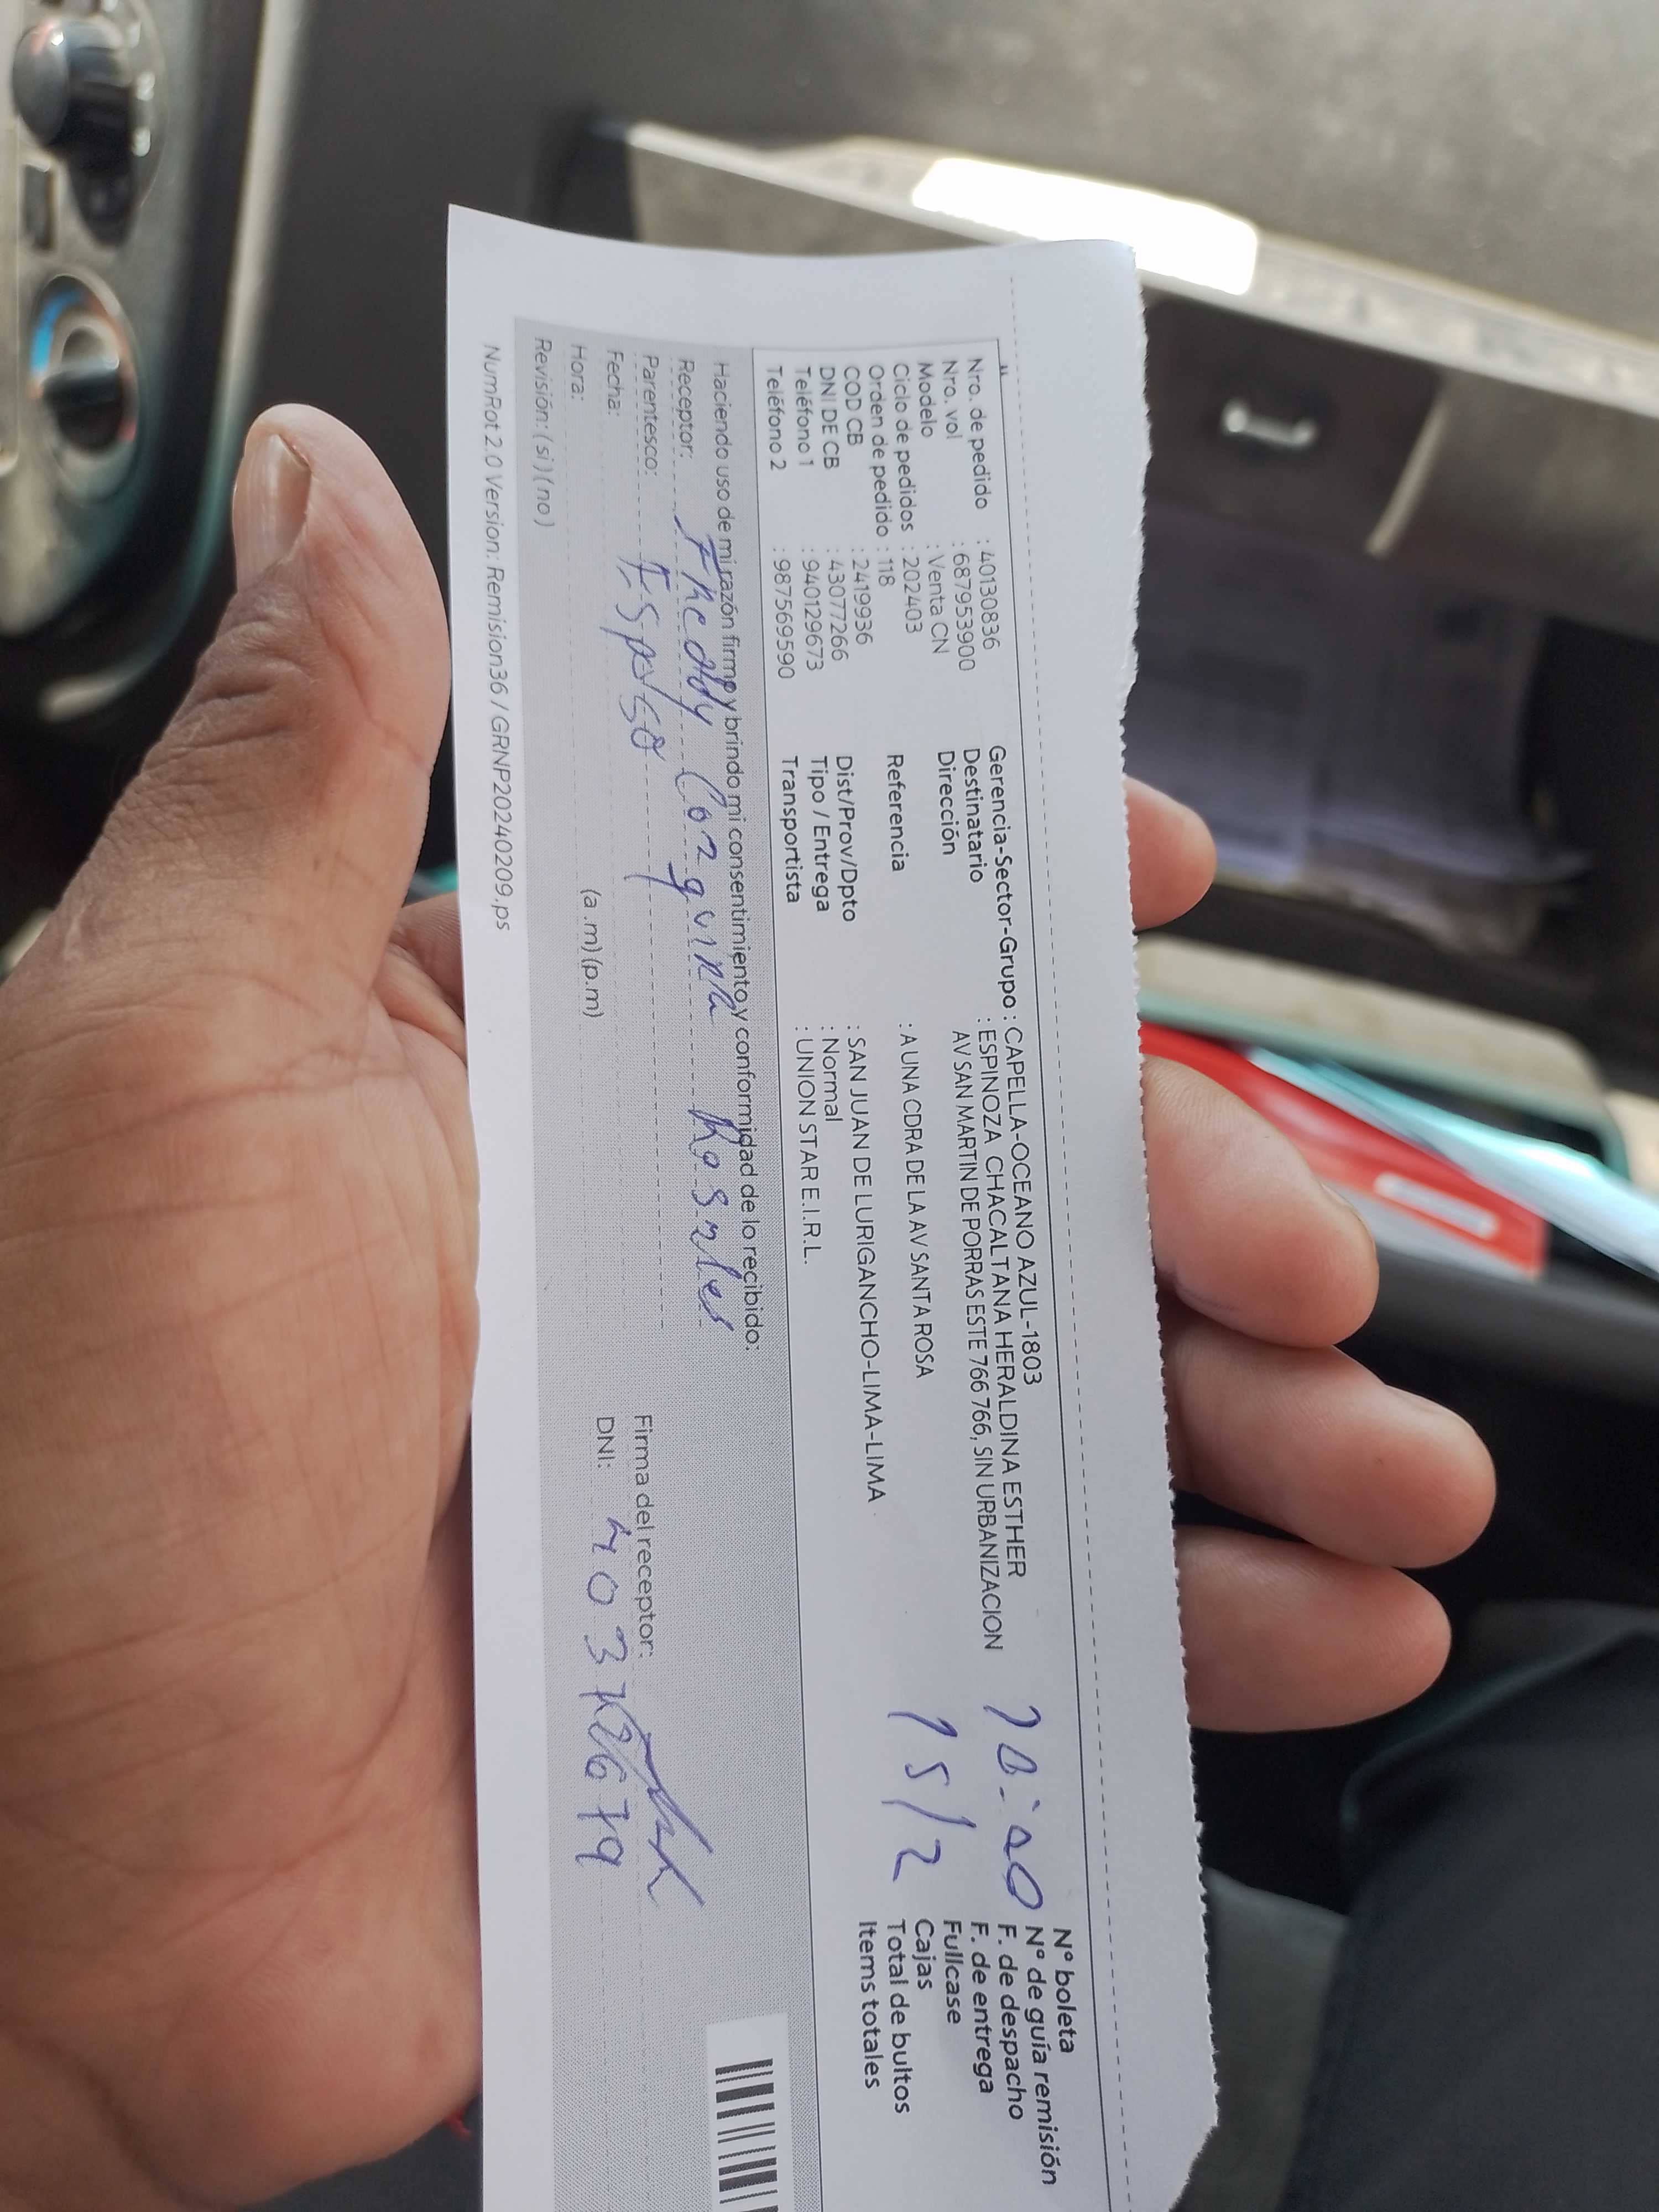 Nro. de pedido : 40130836
Nro. vol : 687953900
Modelo : Venta CN
Ciclo de pedidos : 202403
Orden de pedido : 118
COD CB : 2419936
DNI DE CB : 43077266
Teléfono 1 : 940129673
Teléfono 2 : 987569590
Gerencia-Sector-Grupo : CAPELLA-OCEANO AZUL-1803
Destinatario : ESPINOZA CHACALTANA HERALDINA ESTHER
Dirección AV SAN MARTIN DE PORRAS ESTE 766 766, SIN URBANIZACION
Referencia : A UNA CDRA DE LA AV SANTA ROSA
Dist/Prov/Dpto : SAN JUAN DE LURIGANCHO-LIMA-LIMA
Tipo / Entrega : Normal
Transportista : UNION STAR E.I.R.L.
15/2
N° boleta
N° de guía remisión
F. de despacho
F. de entrega
Fullcase
Cajas
Total de bultos
Items totales
Haciendo uso de mi razón firmo y brindo mi consentimiento y conformidad de lo recibido:
Receptor: Freddy Rosales
Parentesco: Esposo
Firma del receptor:
Fecha:
DNI:
Hora: (a.m) (p.m)
Revisión: (si) (no)
NumRot 2.0 Version: Remision36 / GRNP20240209.ps